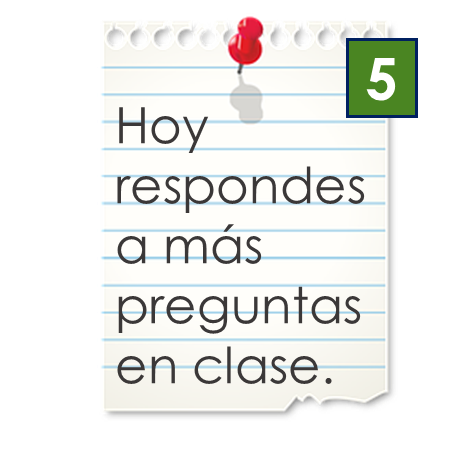 5
Hoy
respondes
a más
preguntas
en clase.